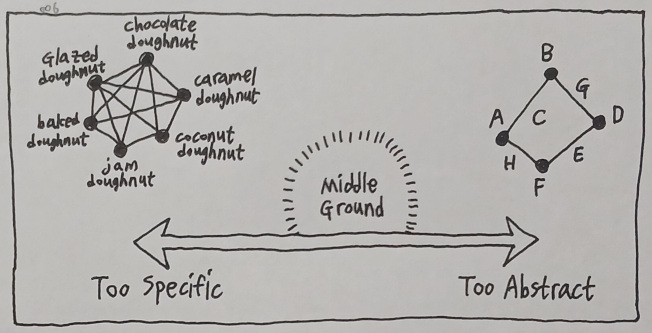 006
chocolate
doughnut
Glazed
doughnut
caramel
doughnut
baked
doughnut
coconut
doughnut
jam
doughnut
B
G
A
C
D
H
E
F
Middle
Ground
Too Specific
Too Abstract